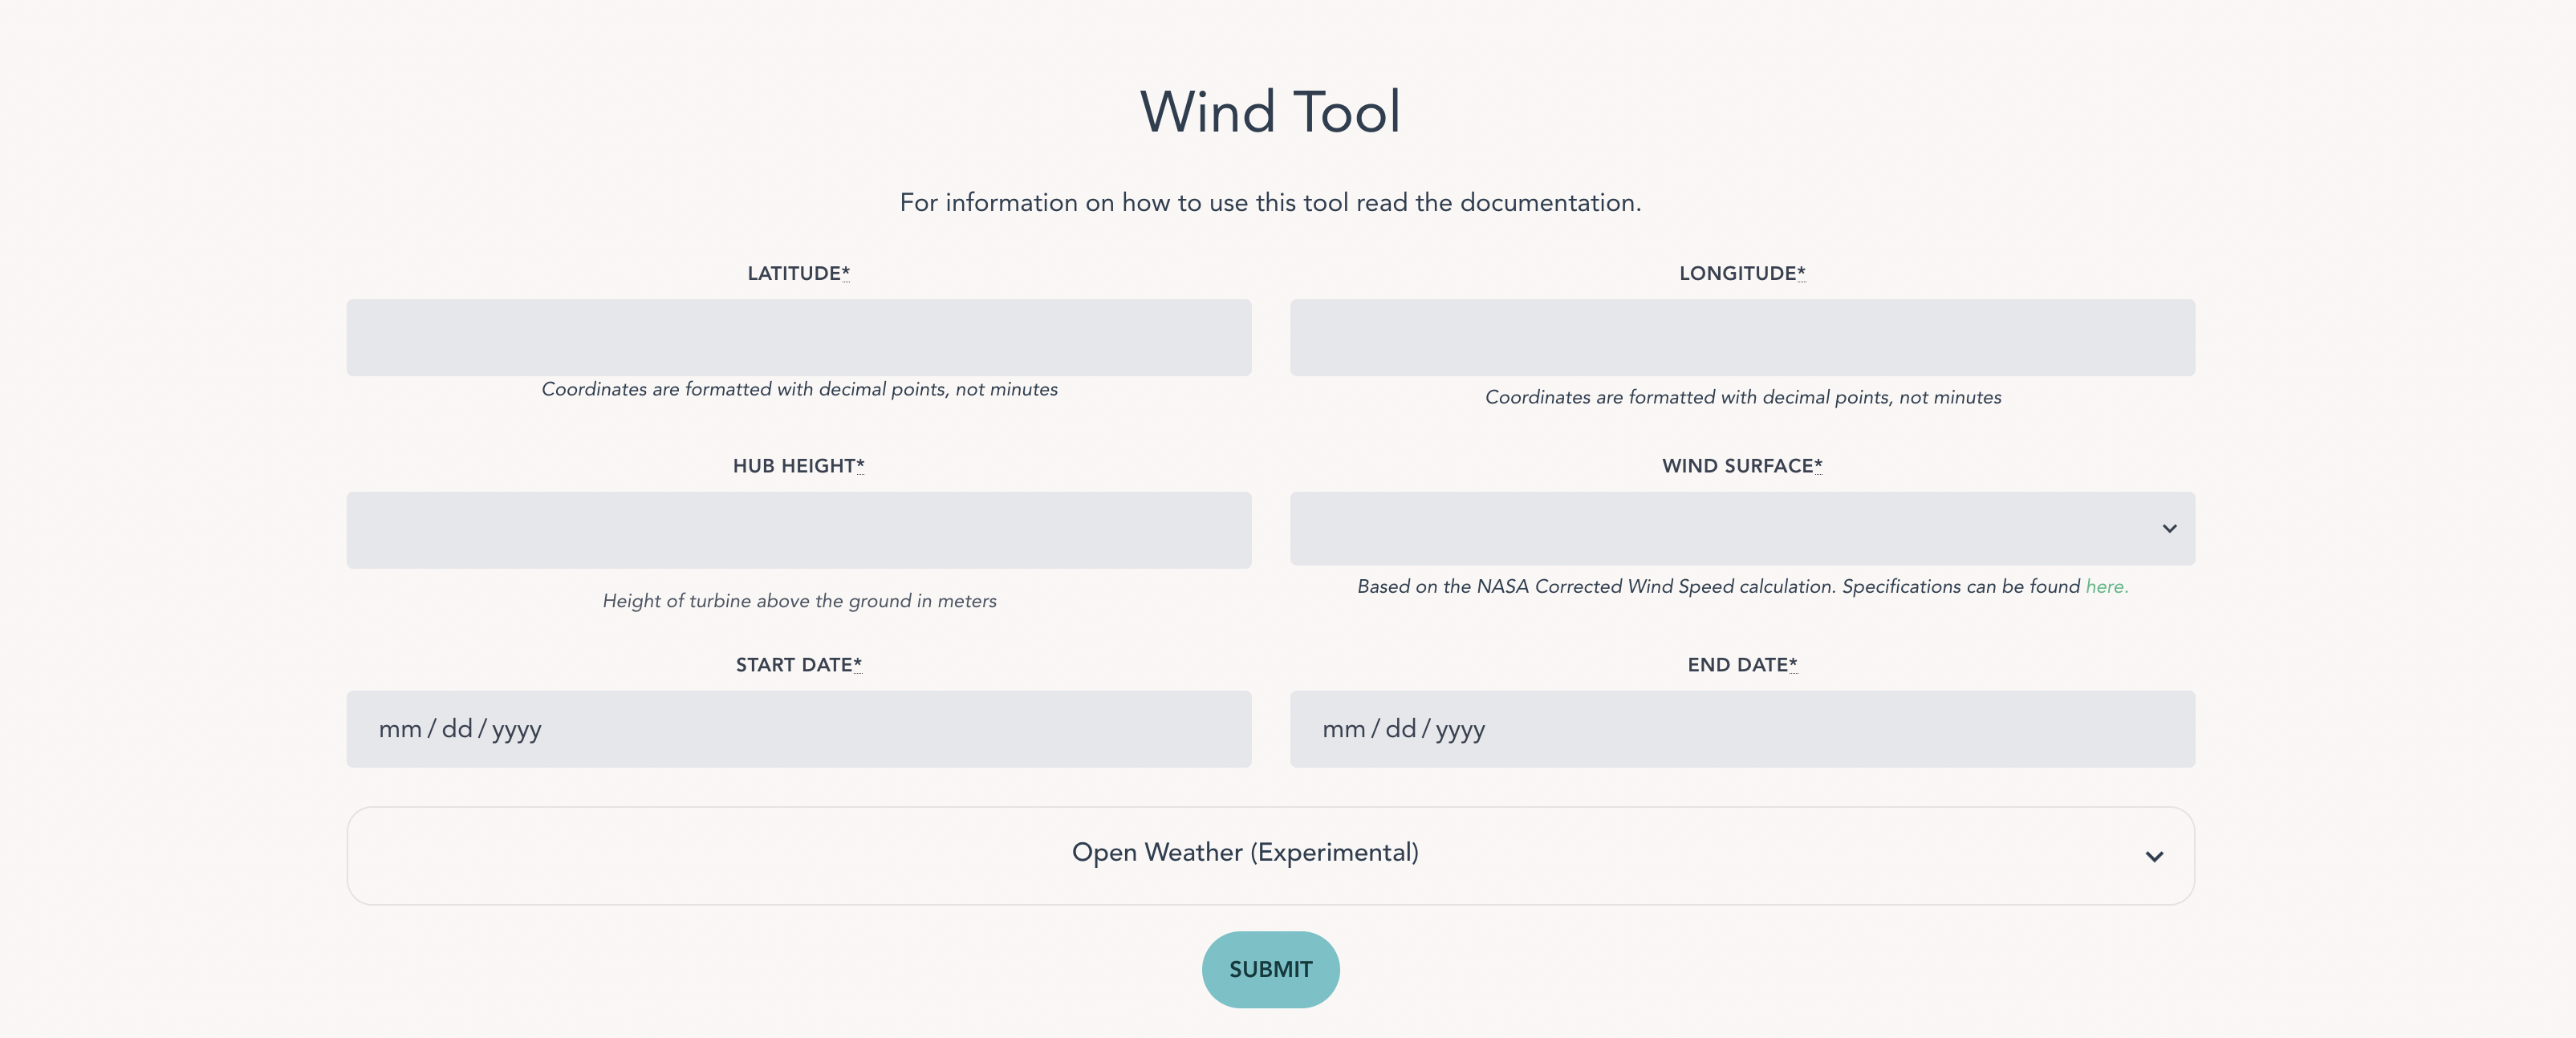 Wind Tool
For information on how to use this tool read the documentation.
LATITUDE*
LONGITUDE*
Coordinates are formatted with decimal points, not minutes
Coordinates are formatted with decimal points, not minutes
HUB HEIGHT*
WIND SURFACE*
Height of turbine above the ground in meters
Based on the NASA Corrected Wind Speed calculation. Specifications can be found here.
START DATE*
END DATE*
mm / dd / yyyy
mm / dd / yyyy
Open Weather (Experimental)
SUBMIT